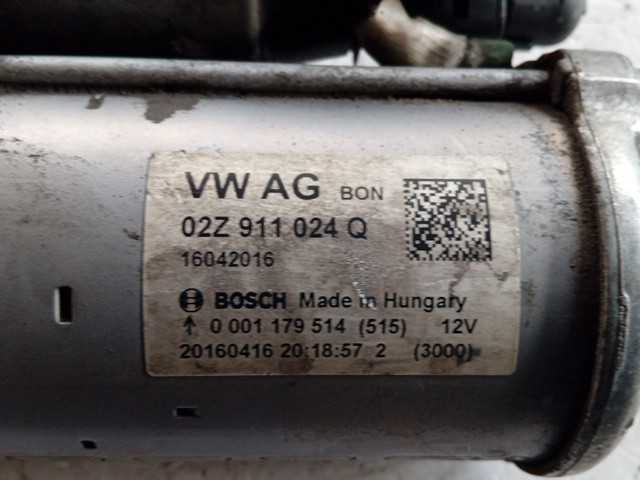 VW AG BON
02Z 911 024 Q
16042016
BOSCH Made in Hungary
↑ 0 001 179 514 (515) 12V
20160416 20:18:57 2 (3000)